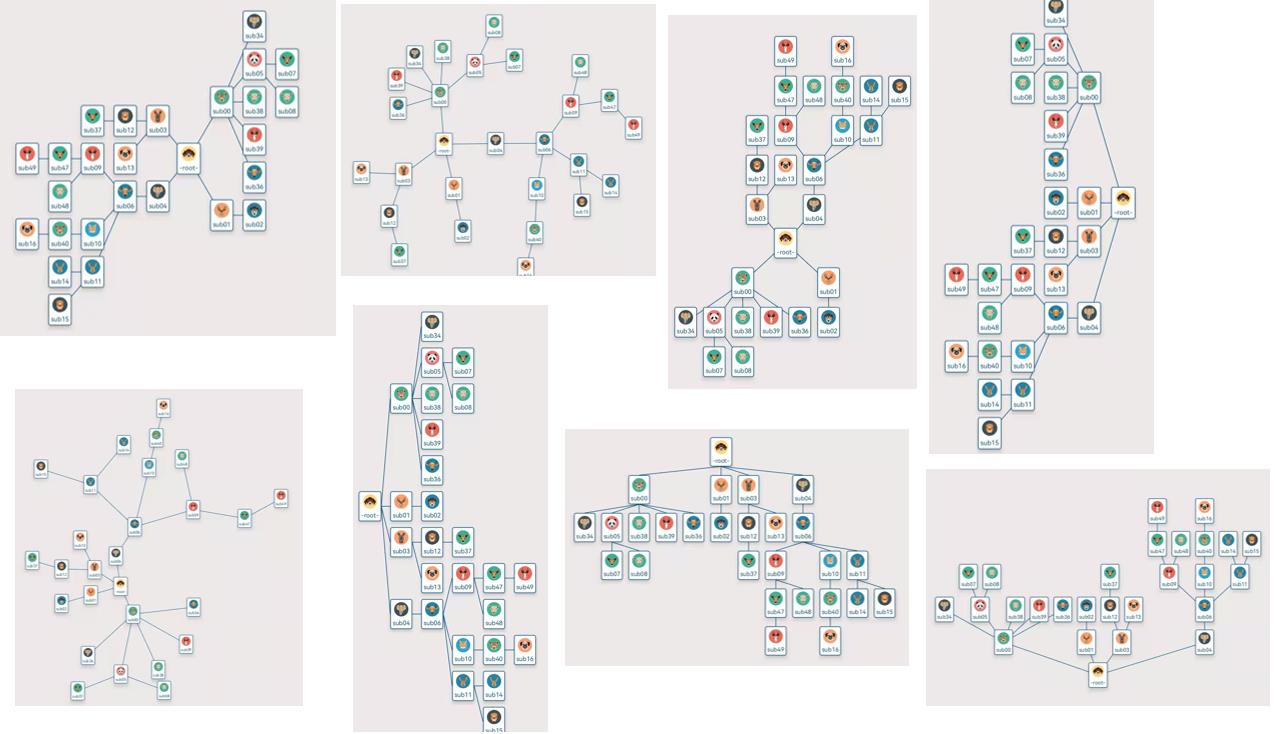 sub34
sub05 sub07
sub00 sub38 sub08
sub37 sub12 sub03
sub39
sub49 sub47 sub09 sub13 -root-
sub36
sub48 sub06 sub04
sub01 sub02
sub16 sub40 sub10
sub14 sub11
sub15
sub08
sub34 sub38
sub05 sub07
sub39 sub48
sub36 sub00 sub09 sub47
sub49
-root- sub04 sub06
sub13 sub03 sub11
sub01 sub10 sub14
sub12 sub15
sub02 sub40
sub37
sub49 sub16
sub47 sub48 sub40 sub14 sub15
sub37 sub09 sub10 sub11
sub12 sub13 sub06
sub03 sub04
-root-
sub00 sub01
sub34 sub05 sub38 sub39 sub36 sub02
sub07 sub08
sub34
sub07 sub05
sub08 sub38 sub00
sub39
sub36
sub02 sub01 -root-
sub37 sub12 sub03
sub49 sub47 sub09 sub13
sub48 sub06 sub04
sub16 sub40 sub10
sub14 sub11
sub15
sub34
sub05 sub07
sub00 sub38 sub08
sub39
sub36
-root- sub01 sub02
sub03 sub12 sub37
sub13 sub09 sub47 sub49
sub04 sub06 sub48
sub10 sub40 sub16
sub11 sub14
sub15
-root-
sub00 sub01 sub03 sub04
sub34 sub05 sub38 sub39 sub36 sub02 sub12 sub13 sub06
sub07 sub08 sub37 sub09 sub10 sub11
sub47 sub48 sub40 sub14 sub15
sub49 sub16
sub49 sub16
sub47 sub48 sub40 sub14 sub15
sub07 sub08 sub37 sub09 sub10 sub11
sub34 sub05 sub38 sub39 sub36 sub02 sub12 sub13 sub06
sub00 sub01 sub03 sub04
-root-